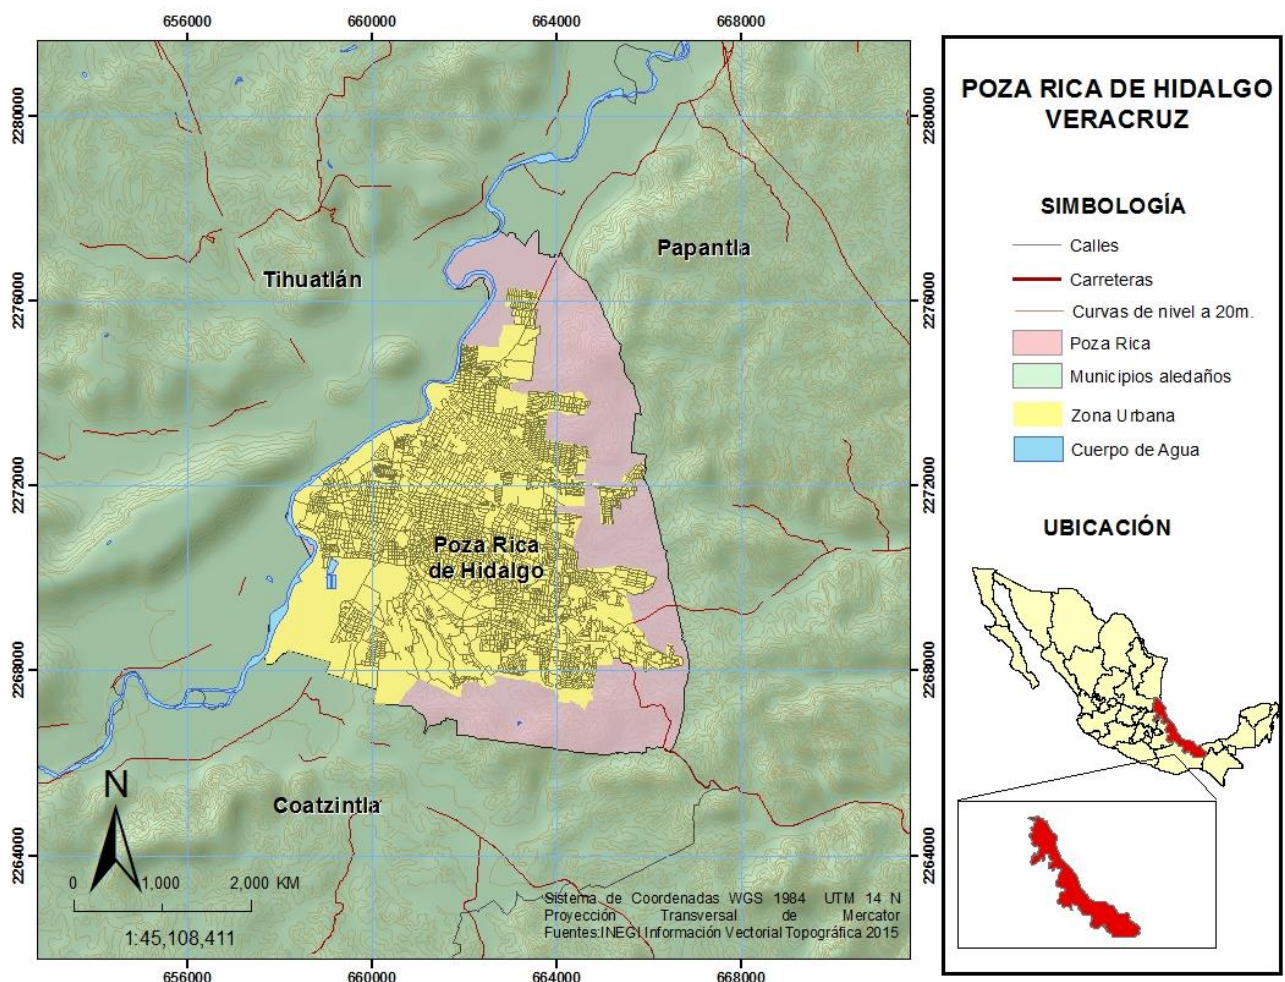 656000
660000
664000
668000
2280000
2280000
2276000
2276000
2272000
2272000
2268000
2268000
2264000
2264000
Tihuatlán
Papantla
Poza Rica
de Hidalgo
Coatzintla
N
0 1,000 2,000 KM
1:45,108,411
Sistema de Coordenadas WGS 1984 UTM 14 N
Proyección Transversal de Mercator
Fuentes:INEGI Información Vectorial Topográfica 2015
656000
660000
664000
668000
POZA RICA DE HIDALGO
VERACRUZ
SIMBOLOGÍA
Calles
Carreteras
Curvas de nivel a 20m.
Poza Rica
Municipios aledaños
Zona Urbana
Cuerpo de Agua
UBICACIÓN